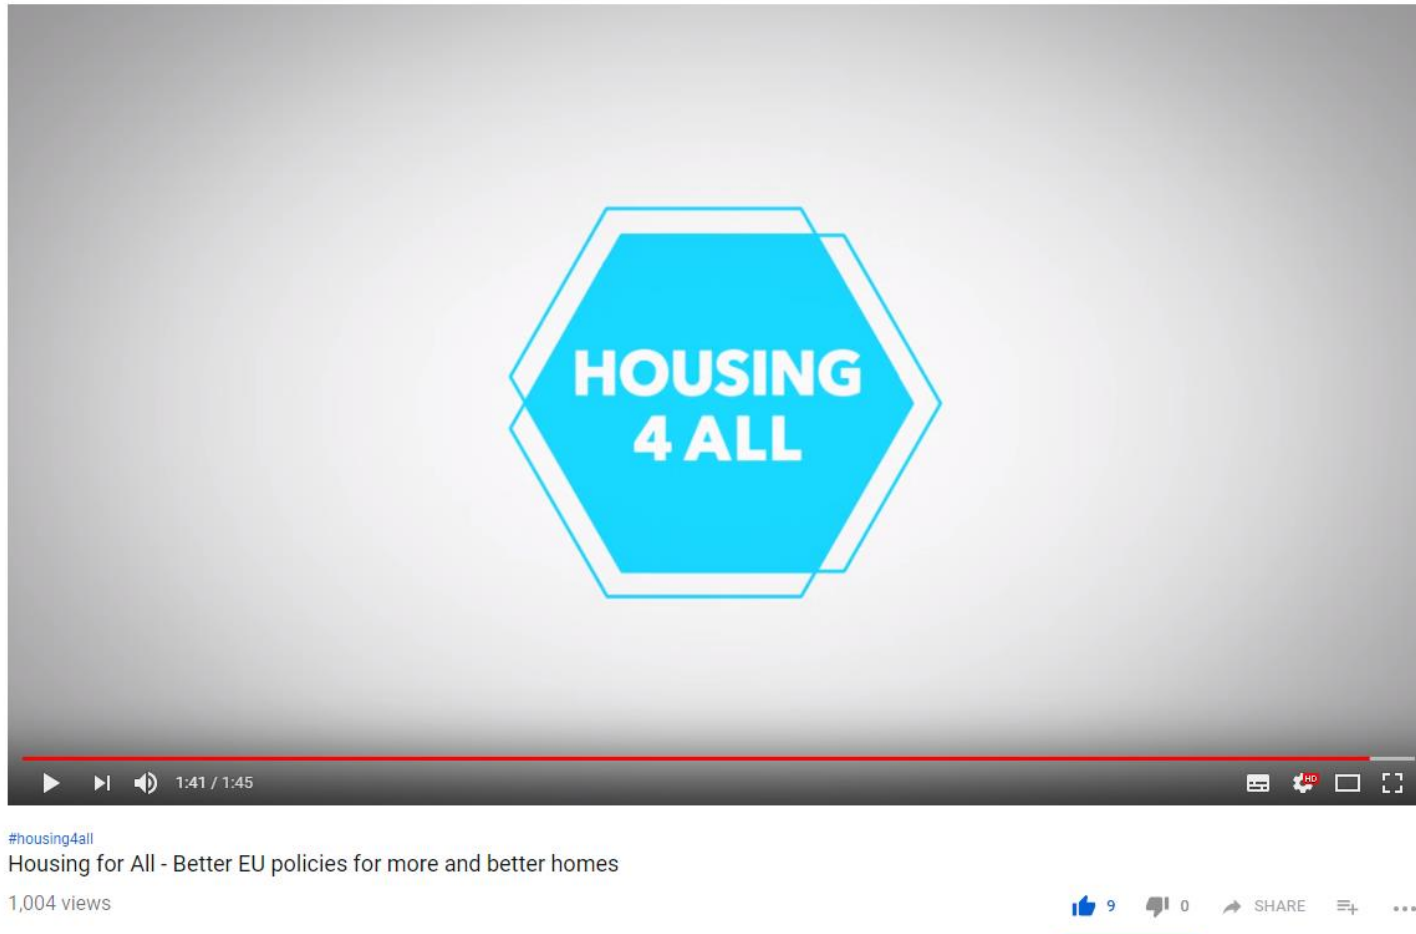 HOUSING
4 ALL
1:41 / 1:45
HD
#housing4all
Housing for All - Better EU policies for more and better homes
1,004 views
9
0
SHARE